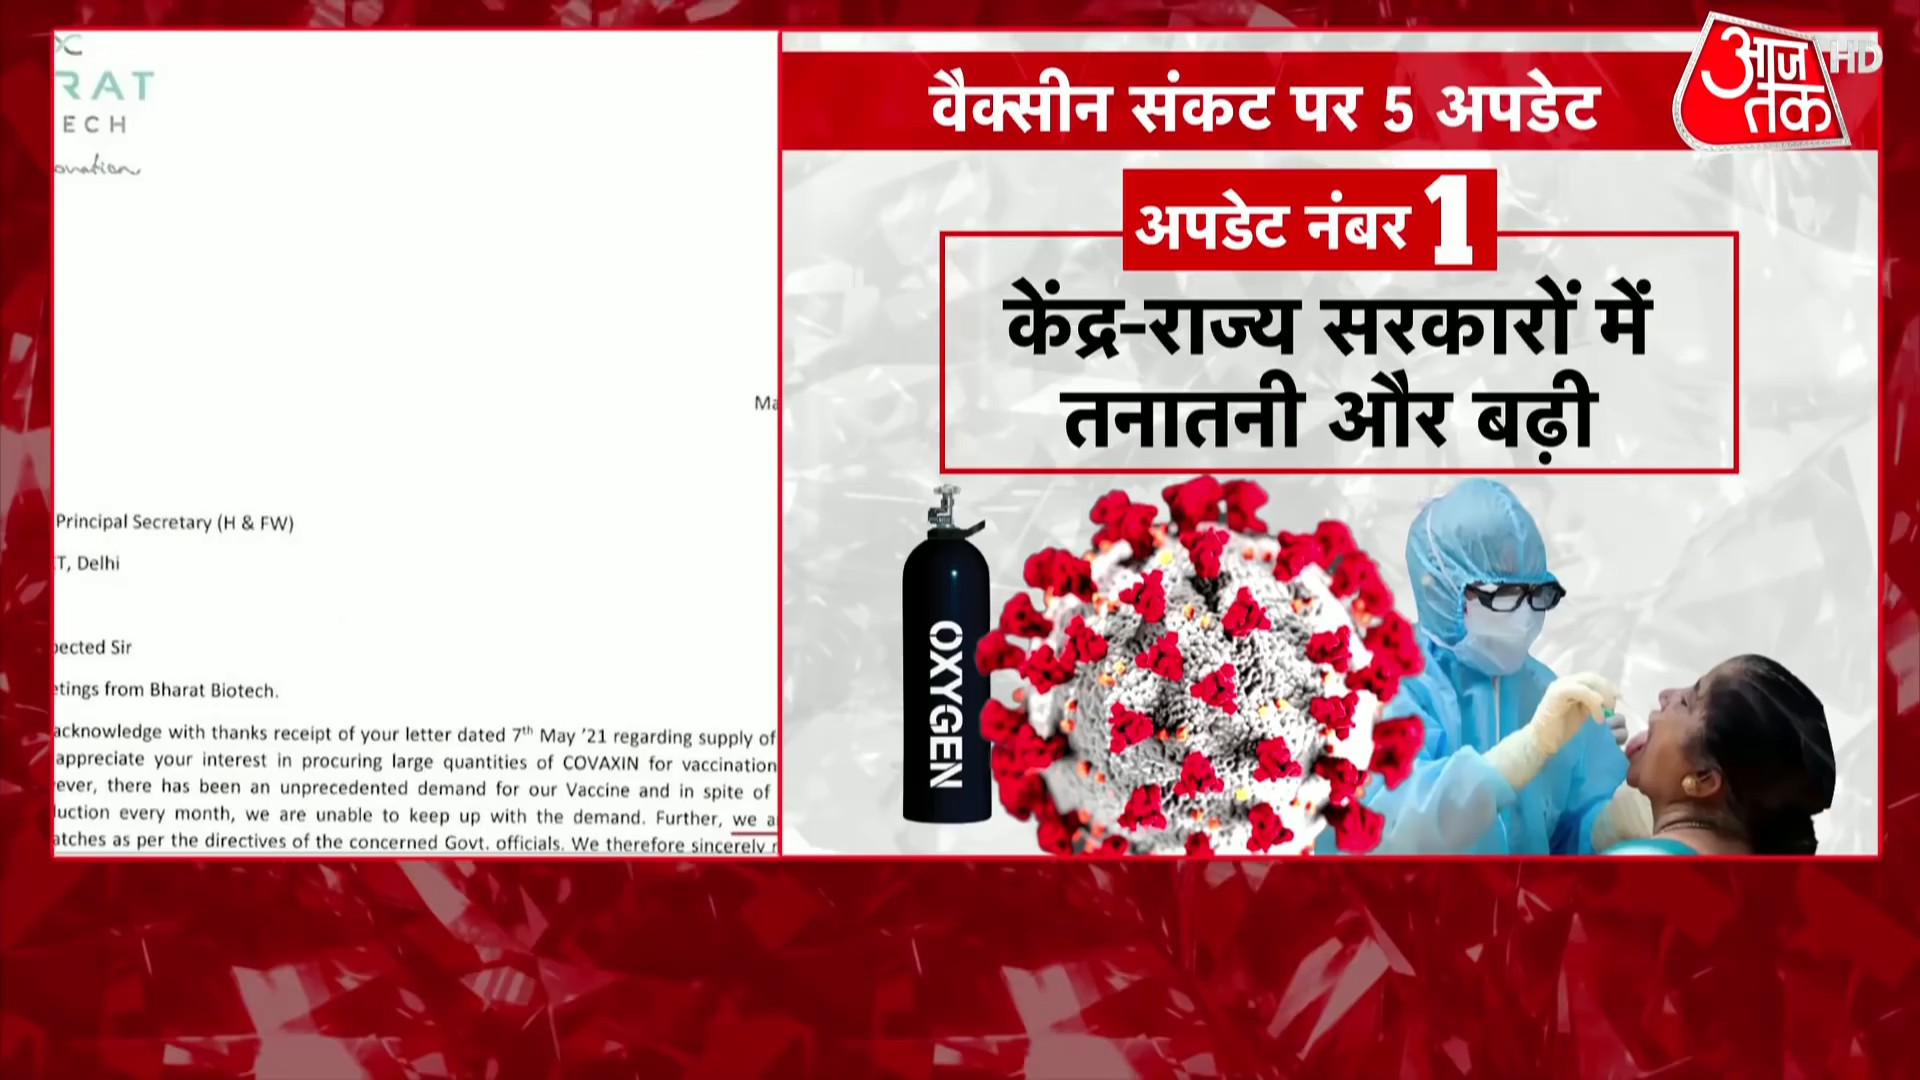 RAT
ECH
ovation
Ma
Principal Secretary (H & FW)
T, Delhi
pected Sir
etings from Bharat Biotech.
acknowledge with thanks receipt of your letter dated 7th May '21 regarding supply of
appreciate your interest in procuring large quantities of COVAXIN for vaccination
ever, there has been an unprecedented demand for our Vaccine and in spite of
uction every month, we are unable to keep up with the demand. Further, we a
atches as per the directives of the concerned Govt. officials. We therefore sincerely r
वैक्सीन संकट पर 5 अपडेट
आज
तक
HD
अपडेट नंबर 1
केंद्र-राज्य सरकारों में
तनातनी और बढ़ी
OXYGEN